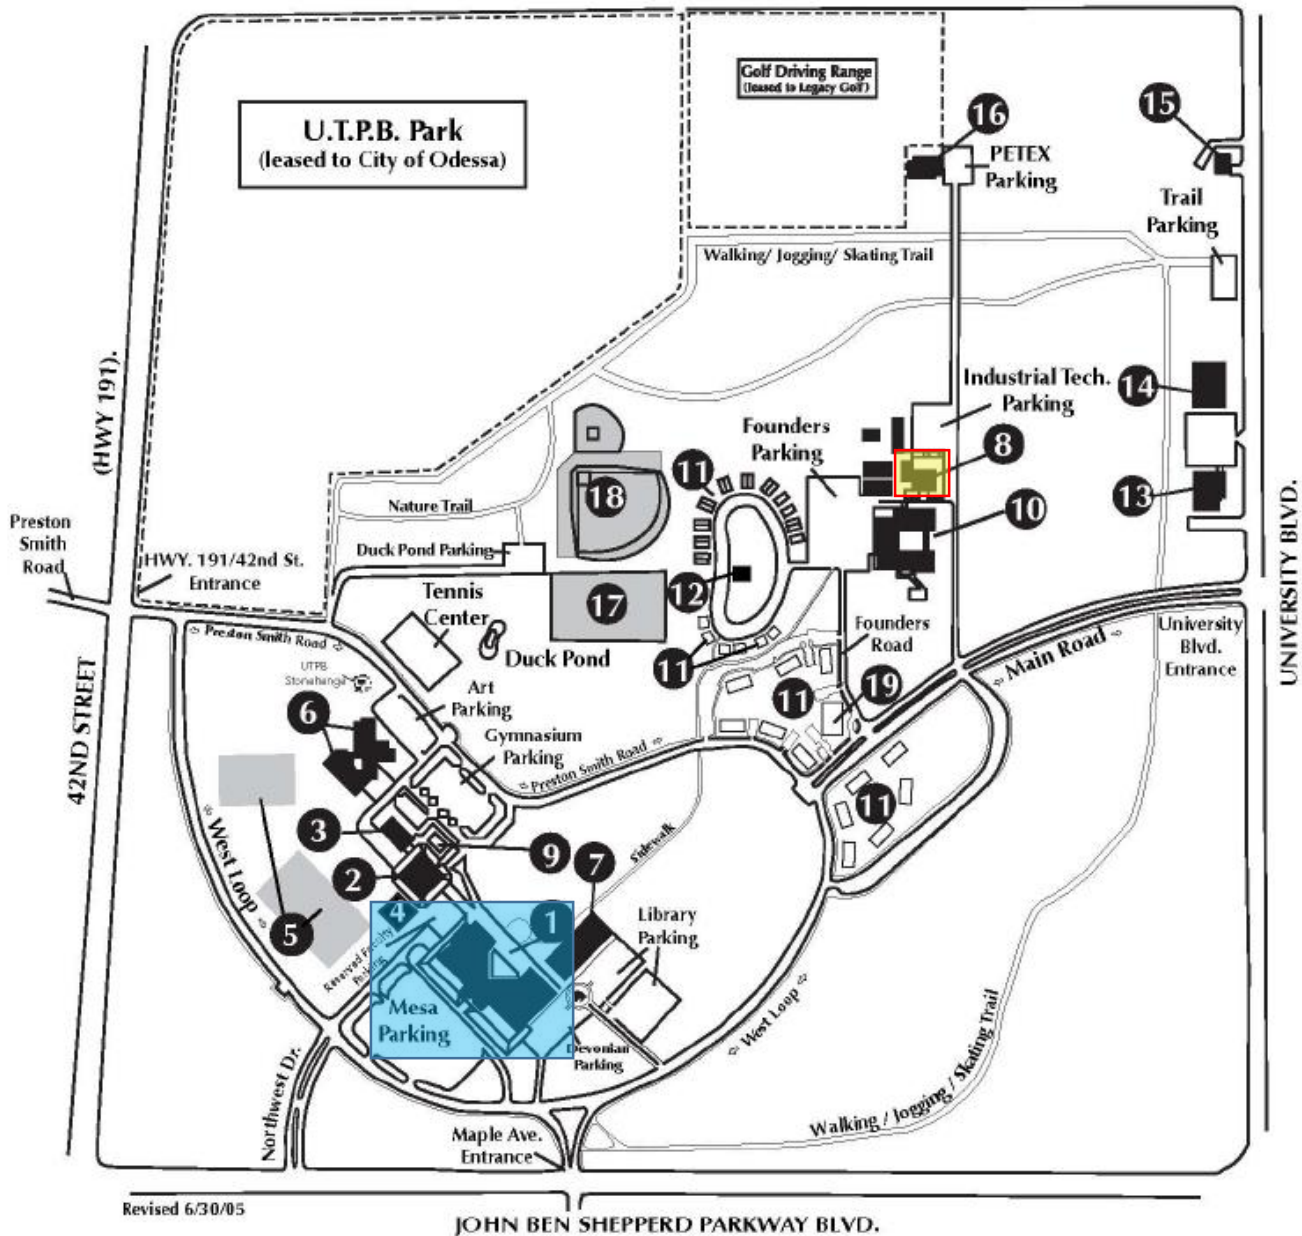 Golf Driving Range
(leased to Legacy Golf)
U.T.P.B. Park
(leased to City of Odessa)
16
15
PETEX
Parking
Trail
Parking
Walking/ Jogging/ Skating Trail
(HWY 191).
Industrial Tech.
Parking
14
Founders
Parking
8
11
18
Nature Trail
13
10
Preston
Smith
Road
Duck Pond Parking
HWY. 191/42nd St.
Entrance
UNIVERSITY BLVD.
Tennis
Center
17
12
Founders
Road
University
Blvd.
Entrance
Preston Smith Road
Duck Pond
11
Main Road
UTPB
Stonehenge
Art
Parking
11
19
6
Gymnasium
Parking
42ND STREET
Preston Smith Road
11
West Loop
3
9
7
Sidewalk
2
4
1
Library
Parking
5
Reserved Faculty
Parking
Mesa
Parking
West Loop
Devonian
Parking
Northwest Dr.
Walking / Jogging / Skating Trail
Maple Ave.
Entrance
Revised 6/30/05
JOHN BEN SHEPPERD PARKWAY BLVD.